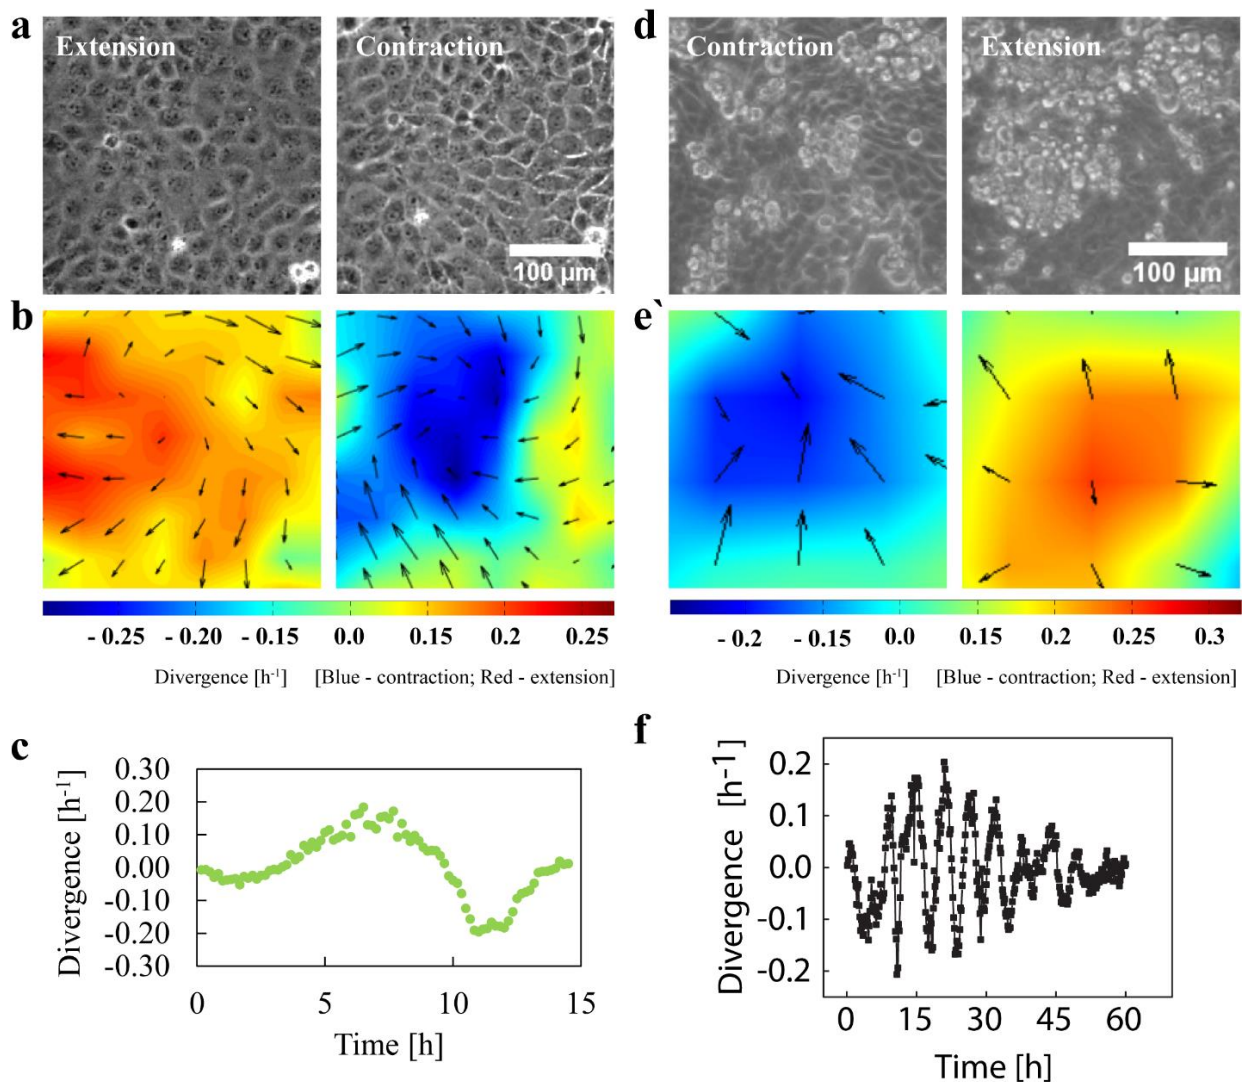 a
Extension
Contraction
100 μm
d
Contraction
Extension
100 μm
b
- 0.25 - 0.20 - 0.15 0.0 0.15 0.2 0.25
Divergence [h⁻¹] [Blue - contraction; Red - extension]
e`
- 0.2 - 0.15 0.0 0.15 0.2 0.25 0.3
Divergence [h⁻¹] [Blue - contraction; Red - extension]
c
Divergence [h⁻¹]
0.30
0.20
0.10
0.00
-0.10
-0.20
-0.30
0 5 10 15
Time [h]
f
Divergence [h⁻¹]
0.2
0.1
0.0
-0.1
-0.2
0 15 30 45 60
Time [h]